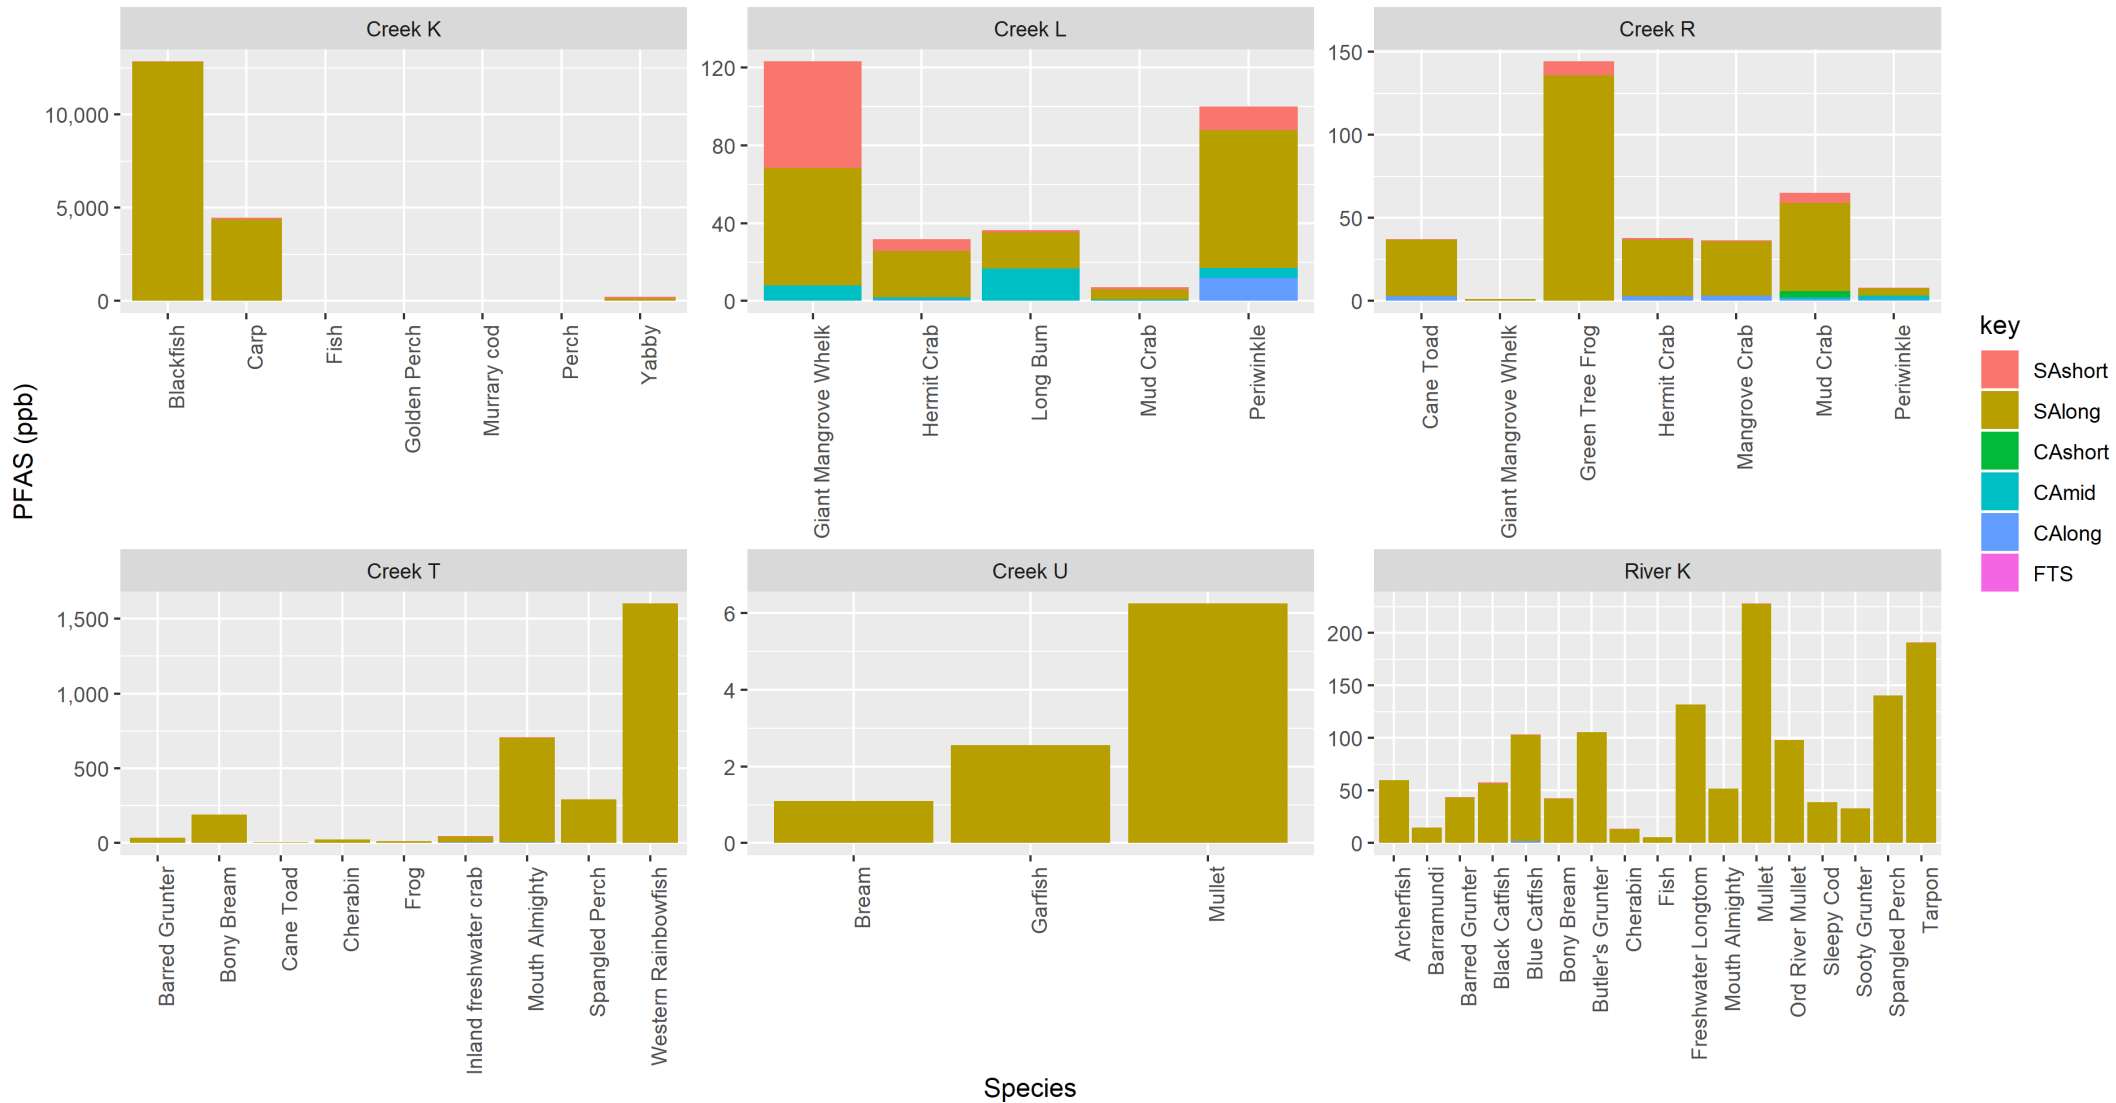 Creek K
Creek L
Creek R
10,000
5,000
0
120
80
40
0
150
100
50
0
Blackfish
Carp
Fish
Golden Perch
Murrary cod
Perch
Yabby
Giant Mangrove Whelk
Hermit Crab
Long Bum
Mud Crab
Periwinkle
Cane Toad
Giant Mangrove Whelk
Green Tree Frog
Hermit Crab
Mangrove Crab
Mud Crab
Periwinkle
PFAS (ppb)
key
SAshort
SAlong
CAshort
CAmid
CAlong
FTS
Creek T
Creek U
River K
1,500
1,000
500
0
6
4
2
0
200
150
100
50
0
Barred Grunter
Bony Bream
Cane Toad
Cherabin
Frog
Inland freshwater crab
Mouth Almighty
Spangled Perch
Western Rainbowfish
Bream
Garfish
Mullet
Archerfish
Barramundi
Barred Grunter
Black Catfish
Blue Catfish
Bony Bream
Butler's Grunter
Cherabin
Fish
Freshwater Longtom
Mouth Almighty
Mullet
Ord River Mullet
Sleepy Cod
Sooty Grunter
Spangled Perch
Tarpon
Species